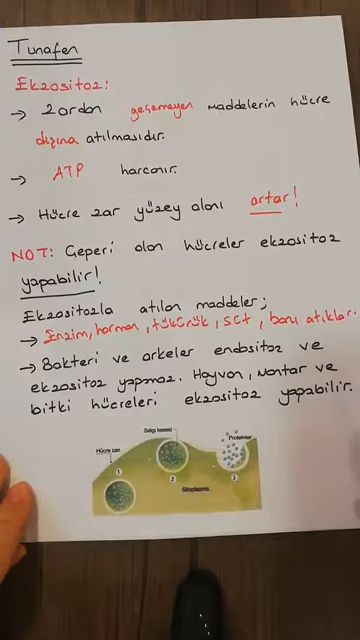 Tunafen
Ekzositoz:
→ Zardan geçemeyen maddelerin hücre
dışına atılmasıdır.
→ ATP harcanır.
→ Hücre zar yüzey alanı artar!
NOT: Çeperi olan hücreler ekzositoz
yapabilir!
Ekzositozla atılan maddeler;
→ Enzim, hormon, tükürük, süt, bazı atıklar.
→ Bakteri ve arkeler endositoz ve
ekzositoz yapmaz. Hayvan, Mantar ve
bitki hücreleri ekzositoz yapabilir.
Salgı kesesi
Proteinler
Hücre zarı
1
2
3
Sitoplazma